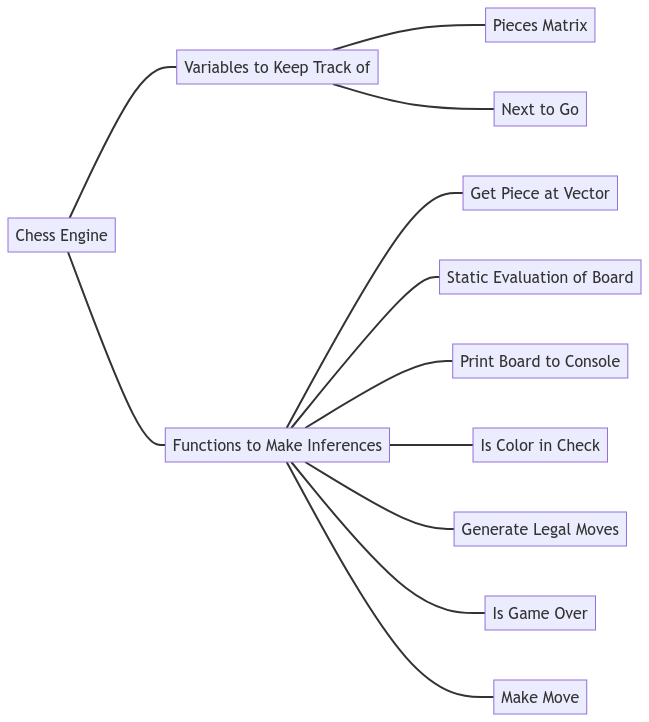 Pieces Matrix
Variables to Keep Track of
Next to Go
Get Piece at Vector
Chess Engine
Static Evaluation of Board
Print Board to Console
Functions to Make Inferences
Is Color in Check
Generate Legal Moves
Is Game Over
Make Move